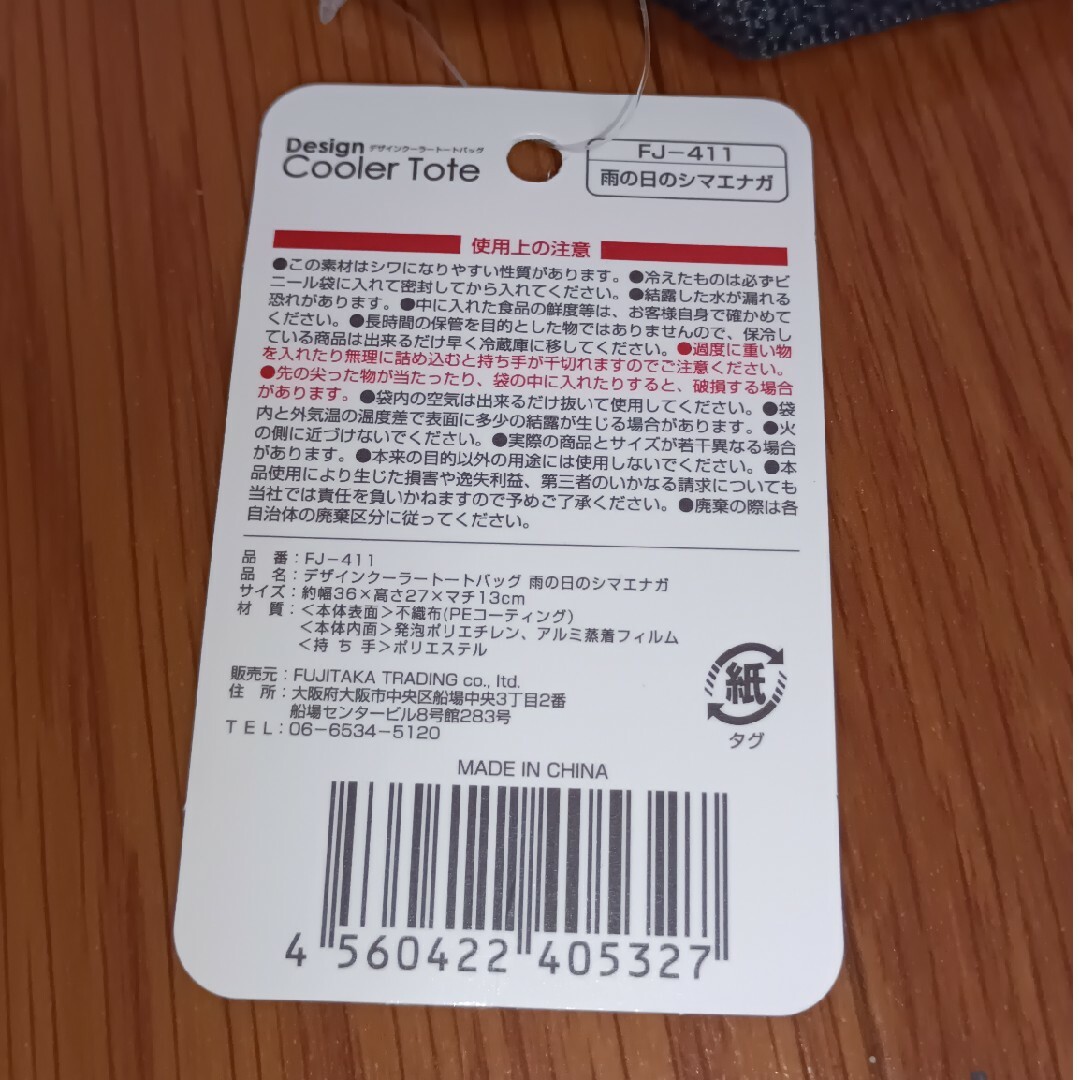 Design デザインクーラートートバッグ
Cooler Tote
FJ-411
雨の日のシマエナガ
使用上の注意
●この素材はシワになりやすい性質があります。●冷えたものは必ずビ
ニール袋に入れて密封してから入れてください。●結露した水が漏れる
恐れがあります。●中に入れた食品の鮮度等は、お客様自身で確かめて
ください。●長時間の保管を目的とした物ではありませんので、保冷し
ている商品は出来るだけ早く冷蔵庫に移してください。●過度に重い物
を入れたり無理に詰め込むと持ち手が千切れますのでご注意ください。
●先の尖った物が当たったり、袋の中に入れたりすると、破損する場合
があります。●袋内の空気は出来るだけ抜いて使用してください。●袋
内と外気温の温度差で表面に多少の結露が生じる場合があります。●火
の側に近づけないでください。●実際の商品とサイズが若干異なる場合
があります。●本来の目的以外の用途には使用しないでください。●本
品使用により生じた損害や逸失利益、第三者のいかなる請求についても
当社では責任を負いかねますので予めご了承ください。●廃棄の際は各
自治体の廃棄区分に従ってください。
品 番：FJ-411
品 名：デザインクーラートートバッグ 雨の日のシマエナガ
サイズ：約幅36×高さ27×マチ13cm
材 質：＜本体表面＞不織布(PEコーティング)
＜本体内面＞発泡ポリエチレン、アルミ蒸着フィルム
＜持 ち 手＞ポリエステル
販売元：FUJITAKA TRADING co., ltd.
住 所：大阪府大阪市中央区船場中央3丁目2番
船場センタービル8号館283号
TEL：06-6534-5120
紙
タグ
MADE IN CHINA
4 560422 405327